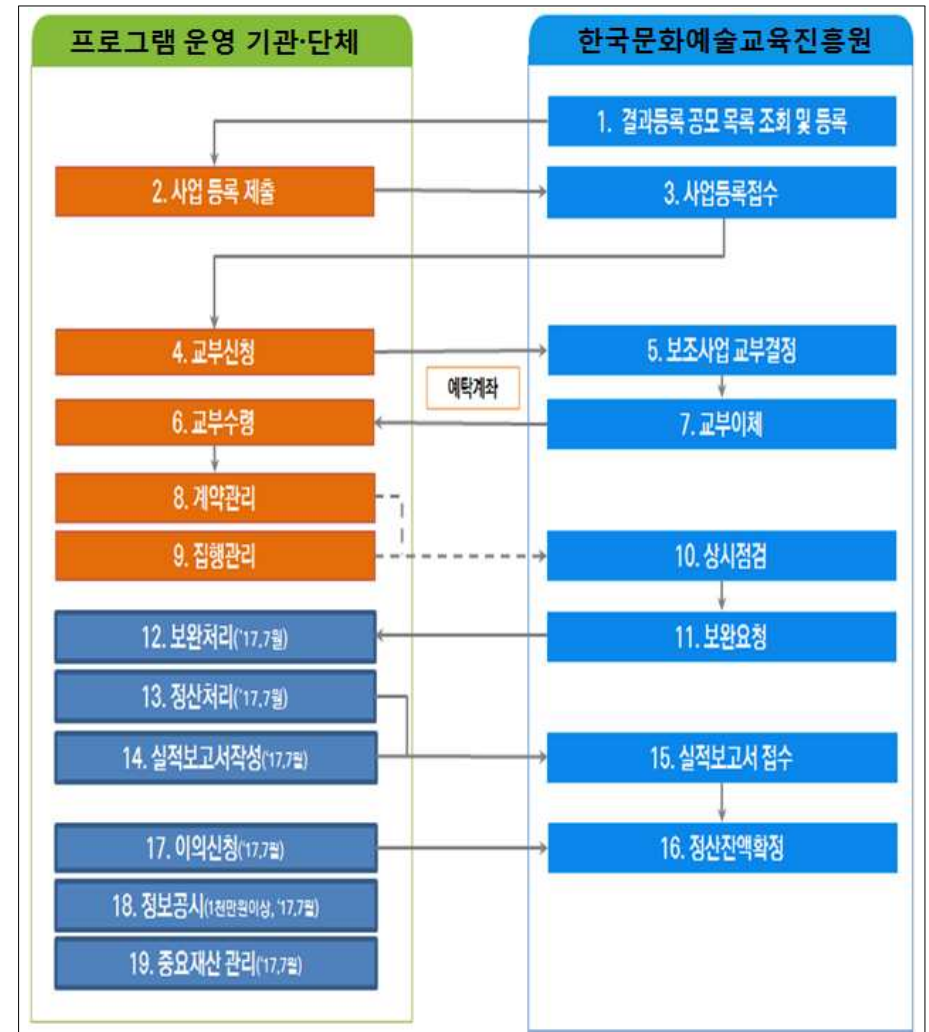 프로그램 운영 기관·단체
한국문화예술교육진흥원
1. 결과등록 공모 목록 조회 및 등록
2. 사업 등록 제출
3. 사업등록접수
4. 교부신청
5. 보조사업 교부결정
예탁계좌
6. 교부수령
7. 교부이체
8. 계약관리
9. 집행관리
10. 상시점검
12. 보완처리('17.7월)
11. 보완요청
13. 정산처리('17.7월)
14. 실적보고서작성('17.7월)
15. 실적보고서 접수
17. 이의신청('17.7월)
16. 정산잔액확정
18. 정보공시(1천만원이상, '17.7월)
19. 중요재산 관리('17.7월)